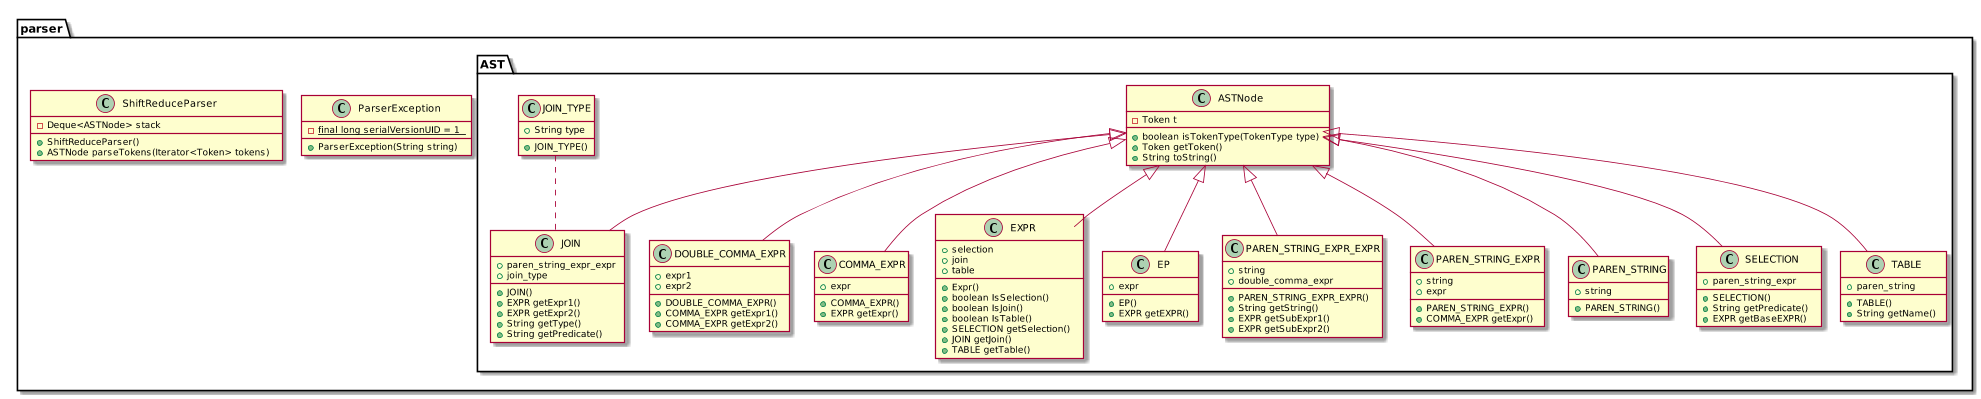 parser
AST
C ShiftReduceParser
Deque<ASTNode> stack
ShiftReduceParser()
ASTNode parseTokens(Iterator<Token> tokens)
C ParserException
final long serialVersionUID = 1
ParserException(String string)
C JOIN_TYPE
String type
JOIN_TYPE()
C ASTNode
Token t
boolean isTokenType(TokenType type)
Token getToken()
String toString()
C JOIN
paren_string_expr_expr
join_type
JOIN()
EXPR getExpr1()
EXPR getExpr2()
String getType()
String getPredicate()
C DOUBLE_COMMA_EXPR
expr1
expr2
DOUBLE_COMMA_EXPR()
COMMA_EXPR getExpr1()
COMMA_EXPR getExpr2()
C COMMA_EXPR
expr
COMMA_EXPR()
EXPR getExpr()
C EXPR
selection
join
table
Expr()
boolean IsSelection()
boolean IsJoin()
boolean IsTable()
SELECTION getSelection()
JOIN getJoin()
TABLE getTable()
C EP
expr
EP()
EXPR getEXPR()
C PAREN_STRING_EXPR_EXPR
string
double_comma_expr
PAREN_STRING_EXPR_EXPR()
String getString()
EXPR getSubExpr1()
EXPR getSubExpr2()
C PAREN_STRING_EXPR
string
expr
PAREN_STRING_EXPR()
COMMA_EXPR getExpr()
C PAREN_STRING
string
PAREN_STRING()
C SELECTION
paren_string_expr
SELECTION()
String getPredicate()
EXPR getBaseEXPR()
C TABLE
paren_string
TABLE()
String getName()